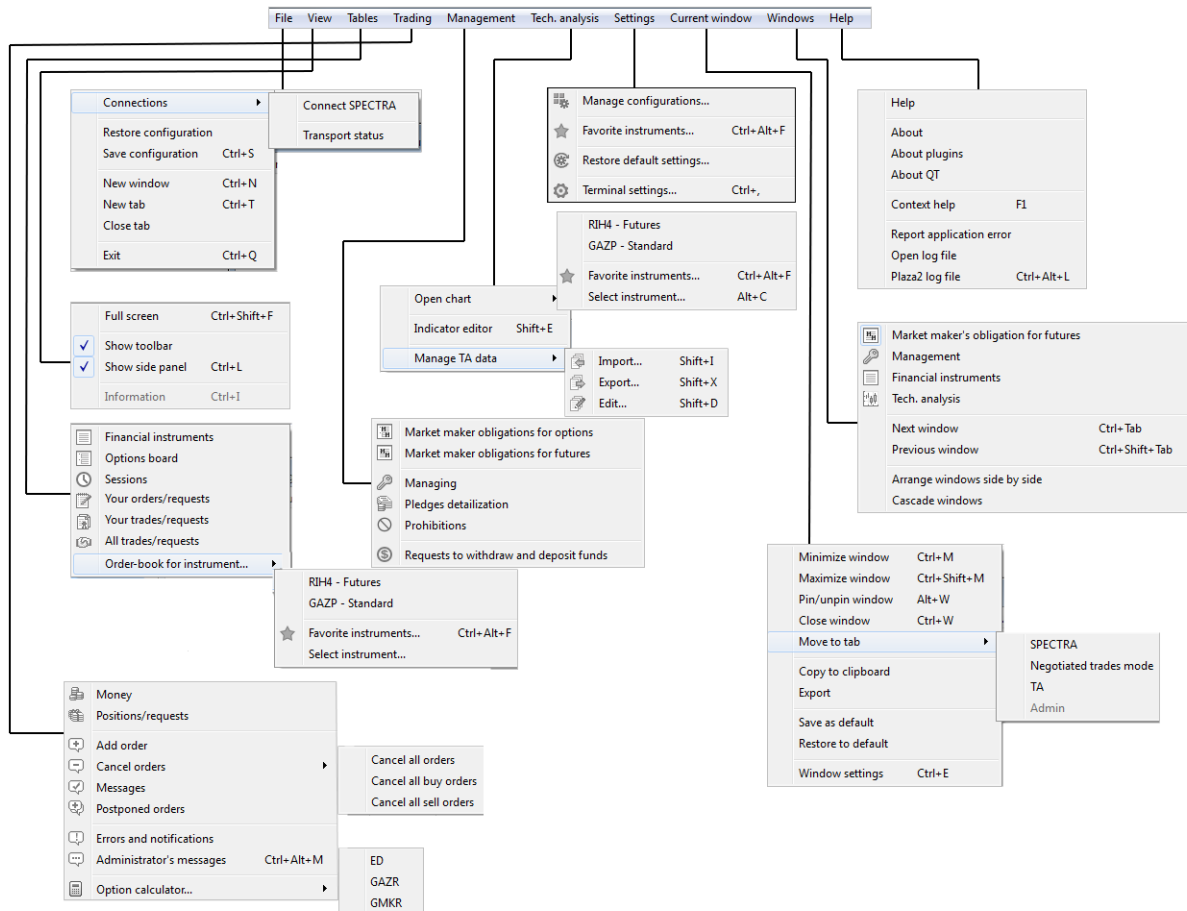 File View Tables Trading Management Tech. analysis Settings Current window Windows Help
Connections
Restore configuration
Save configuration Ctrl+S
New window Ctrl+N
New tab Ctrl+T
Close tab
Exit Ctrl+Q
Connect SPECTRA
Transport status
Full screen Ctrl+Shift+F
Show toolbar
Show side panel Ctrl+L
Information Ctrl+I
Financial instruments
Options board
Sessions
Your orders/requests
Your trades/requests
All trades/requests
Order-book for instrument...
RIH4 - Futures
GAZP - Standard
Favorite instruments... Ctrl+Alt+F
Select instrument...
Money
Positions/requests
Add order
Cancel orders
Messages
Postponed orders
Errors and notifications
Administrator's messages Ctrl+Alt+M
Option calculator...
Cancel all orders
Cancel all buy orders
Cancel all sell orders
ED
GAZR
GMKR
Market maker obligations for options
Market maker obligations for futures
Managing
Pledges detailization
Prohibitions
Requests to withdraw and deposit funds
Open chart
Indicator editor Shift+E
Manage TA data
RIH4 - Futures
GAZP - Standard
Favorite instruments... Ctrl+Alt+F
Select instrument... Alt+C
Import... Shift+I
Export... Shift+X
Edit... Shift+D
Manage configurations...
Favorite instruments... Ctrl+Alt+F
Restore default settings...
Terminal settings... Ctrl+,
Minimize window Ctrl+M
Maximize window Ctrl+Shift+M
Pin/unpin window Alt+W
Close window Ctrl+W
Move to tab
Copy to clipboard
Export
Save as default
Restore to default
Window settings Ctrl+E
SPECTRA
Negotiated trades mode
TA
Admin
Market maker's obligation for futures
Management
Financial instruments
Tech. analysis
Next window Ctrl+Tab
Previous window Ctrl+Shift+Tab
Arrange windows side by side
Cascade windows
Help
About
About plugins
About QT
Context help F1
Report application error
Open log file
Plaza2 log file Ctrl+Alt+L